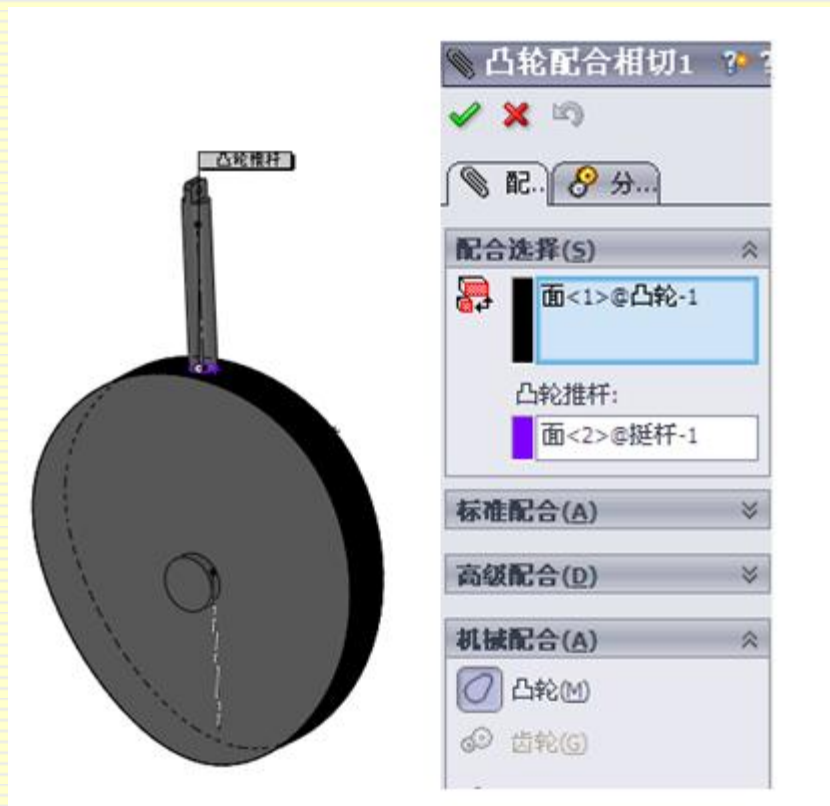 凸轮推杆
凸轮配合相切1
配..
分...
配合选择(S)
面<1>@凸轮-1
凸轮推杆:
面<2>@挺杆-1
标准配合(A)
高级配合(D)
机械配合(A)
凸轮(M)
齿轮(G)